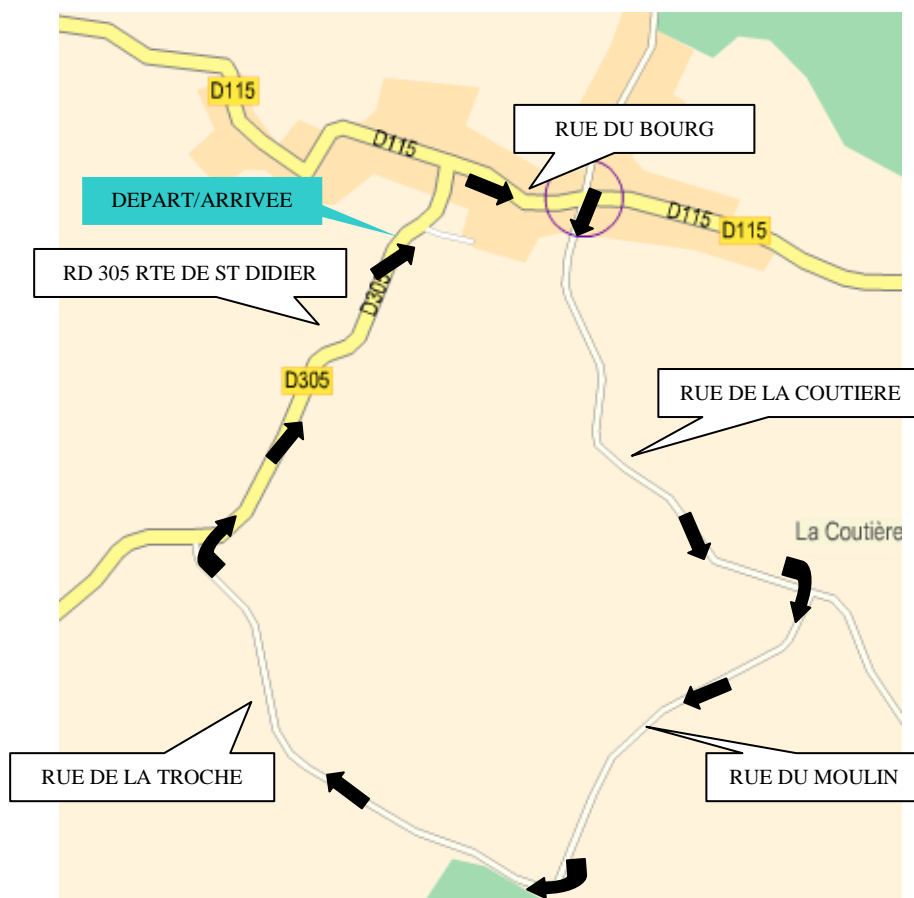 D115
RUE DU BOURG
D115
DEPART/ARRIVEE
D115
D115
RD 305 RTE DE ST DIDIER
D305
D305
RUE DE LA COUTIERE
La Coutière
RUE DE LA TROCHE
RUE DU MOULIN